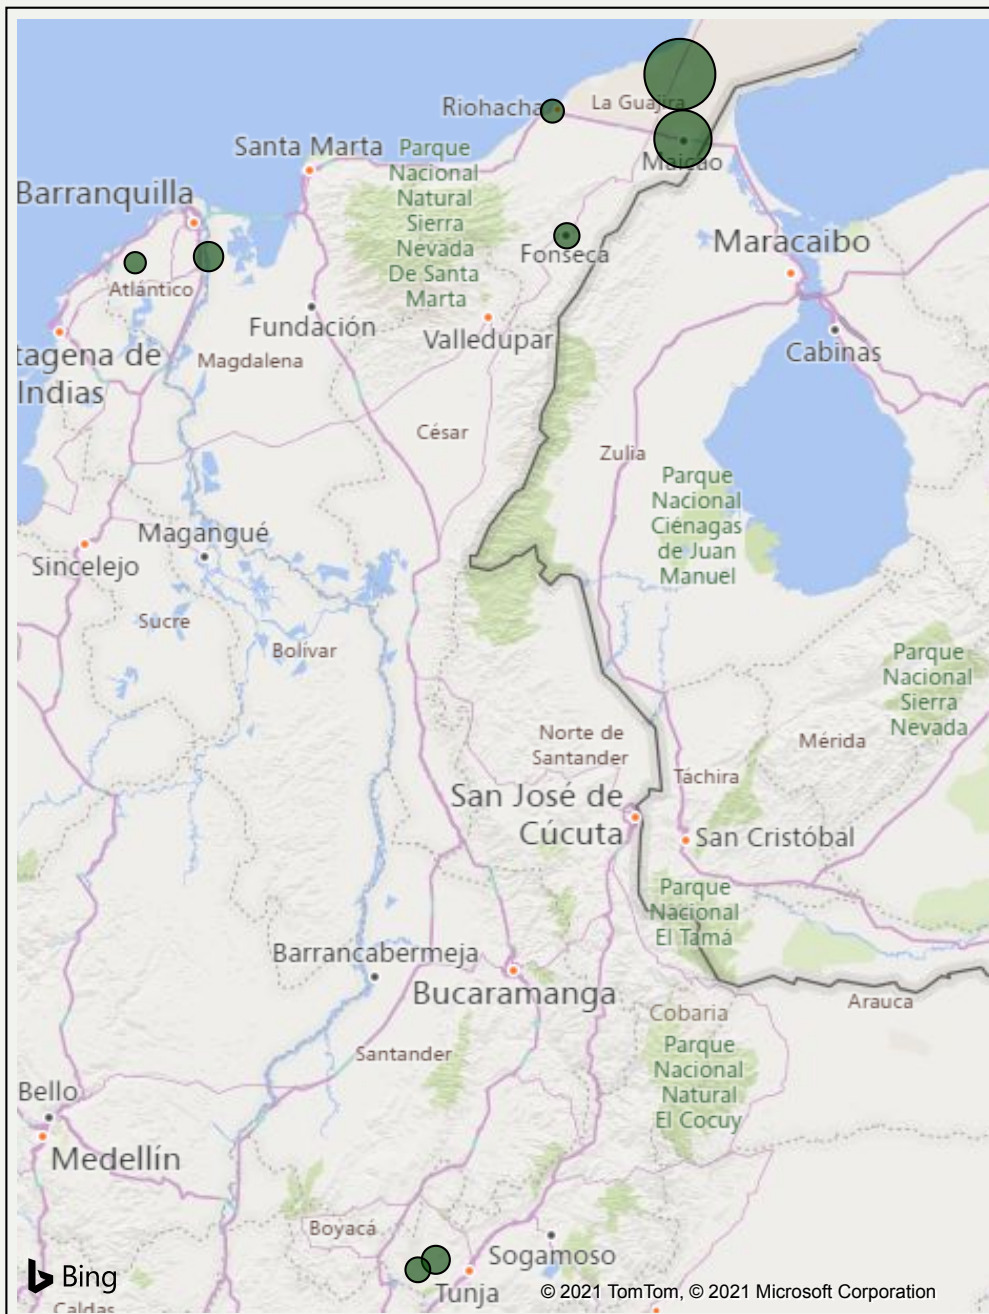 Riohacha
La Guajira
Santa Marta
Parque
Nacional
Natural
Sierra
Nevada
De Santa
Marta
Maicao
Barranquilla
Maracaibo
Fonseca
Atlántico
Fundación
Valledupar
Cabinas
tagena de
Indias
Magdalena
César
Zulia
Parque
Nacional
Ciénagas
de Juan
Manuel
Magangué
Sincelejo
Sucre
Bolívar
Parque
Nacional
Sierra
Nevada
Norte de
Santander
Mérida
Táchira
San José de
Cúcuta
San Cristóbal
Parque
Nacional
El Tamá
Barrancabermeja
Bucaramanga
Arauca
Cobaria
Santander
Parque
Nacional
Natural
El Cocuy
Bello
Medellín
Boyacá
Sogamoso
Tunja
Bing
© 2021 TomTom, © 2021 Microsoft Corporation
Caldas